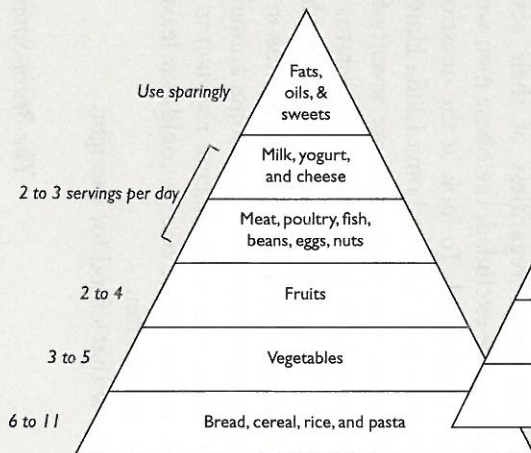 Fats,
oils, &
sweets
Use sparingly
Milk, yogurt,
and cheese
2 to 3 servings per day
Meat, poultry, fish,
beans, eggs, nuts
2 to 4
Fruits
3 to 5
Vegetables
6 to 11
Bread, cereal, rice, and pasta